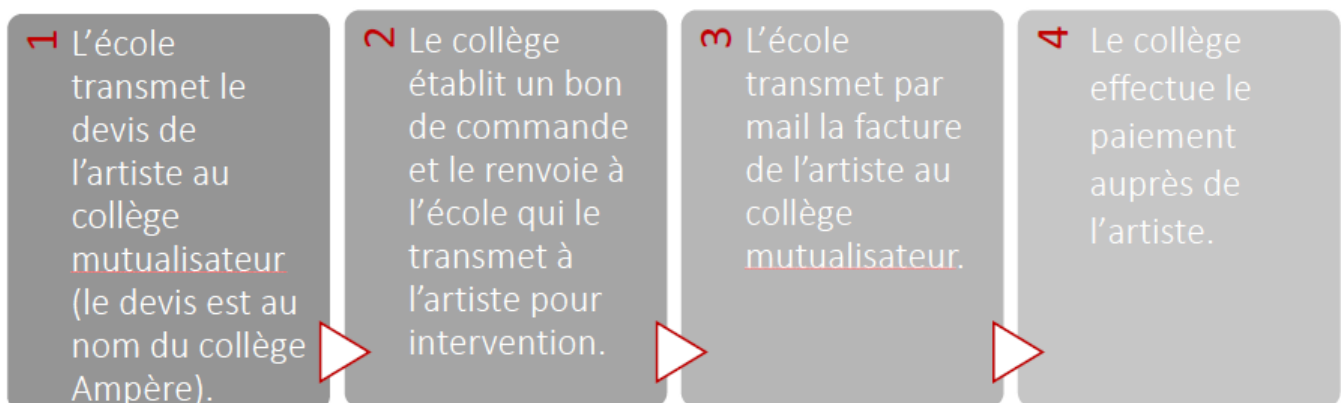 1
L'école
transmet le
devis de
l'artiste au
collège
mutualisateur
(le devis est au
nom du collège
Ampère).
2
Le collège
établit un bon
de commande
et le renvoie à
l'école qui le
transmet à
l'artiste pour
intervention.
3
L'école
transmet par
mail la facture
de l'artiste au
collège
mutualisateur.
4
Le collège
effectue le
paiement
auprès de
l'artiste.